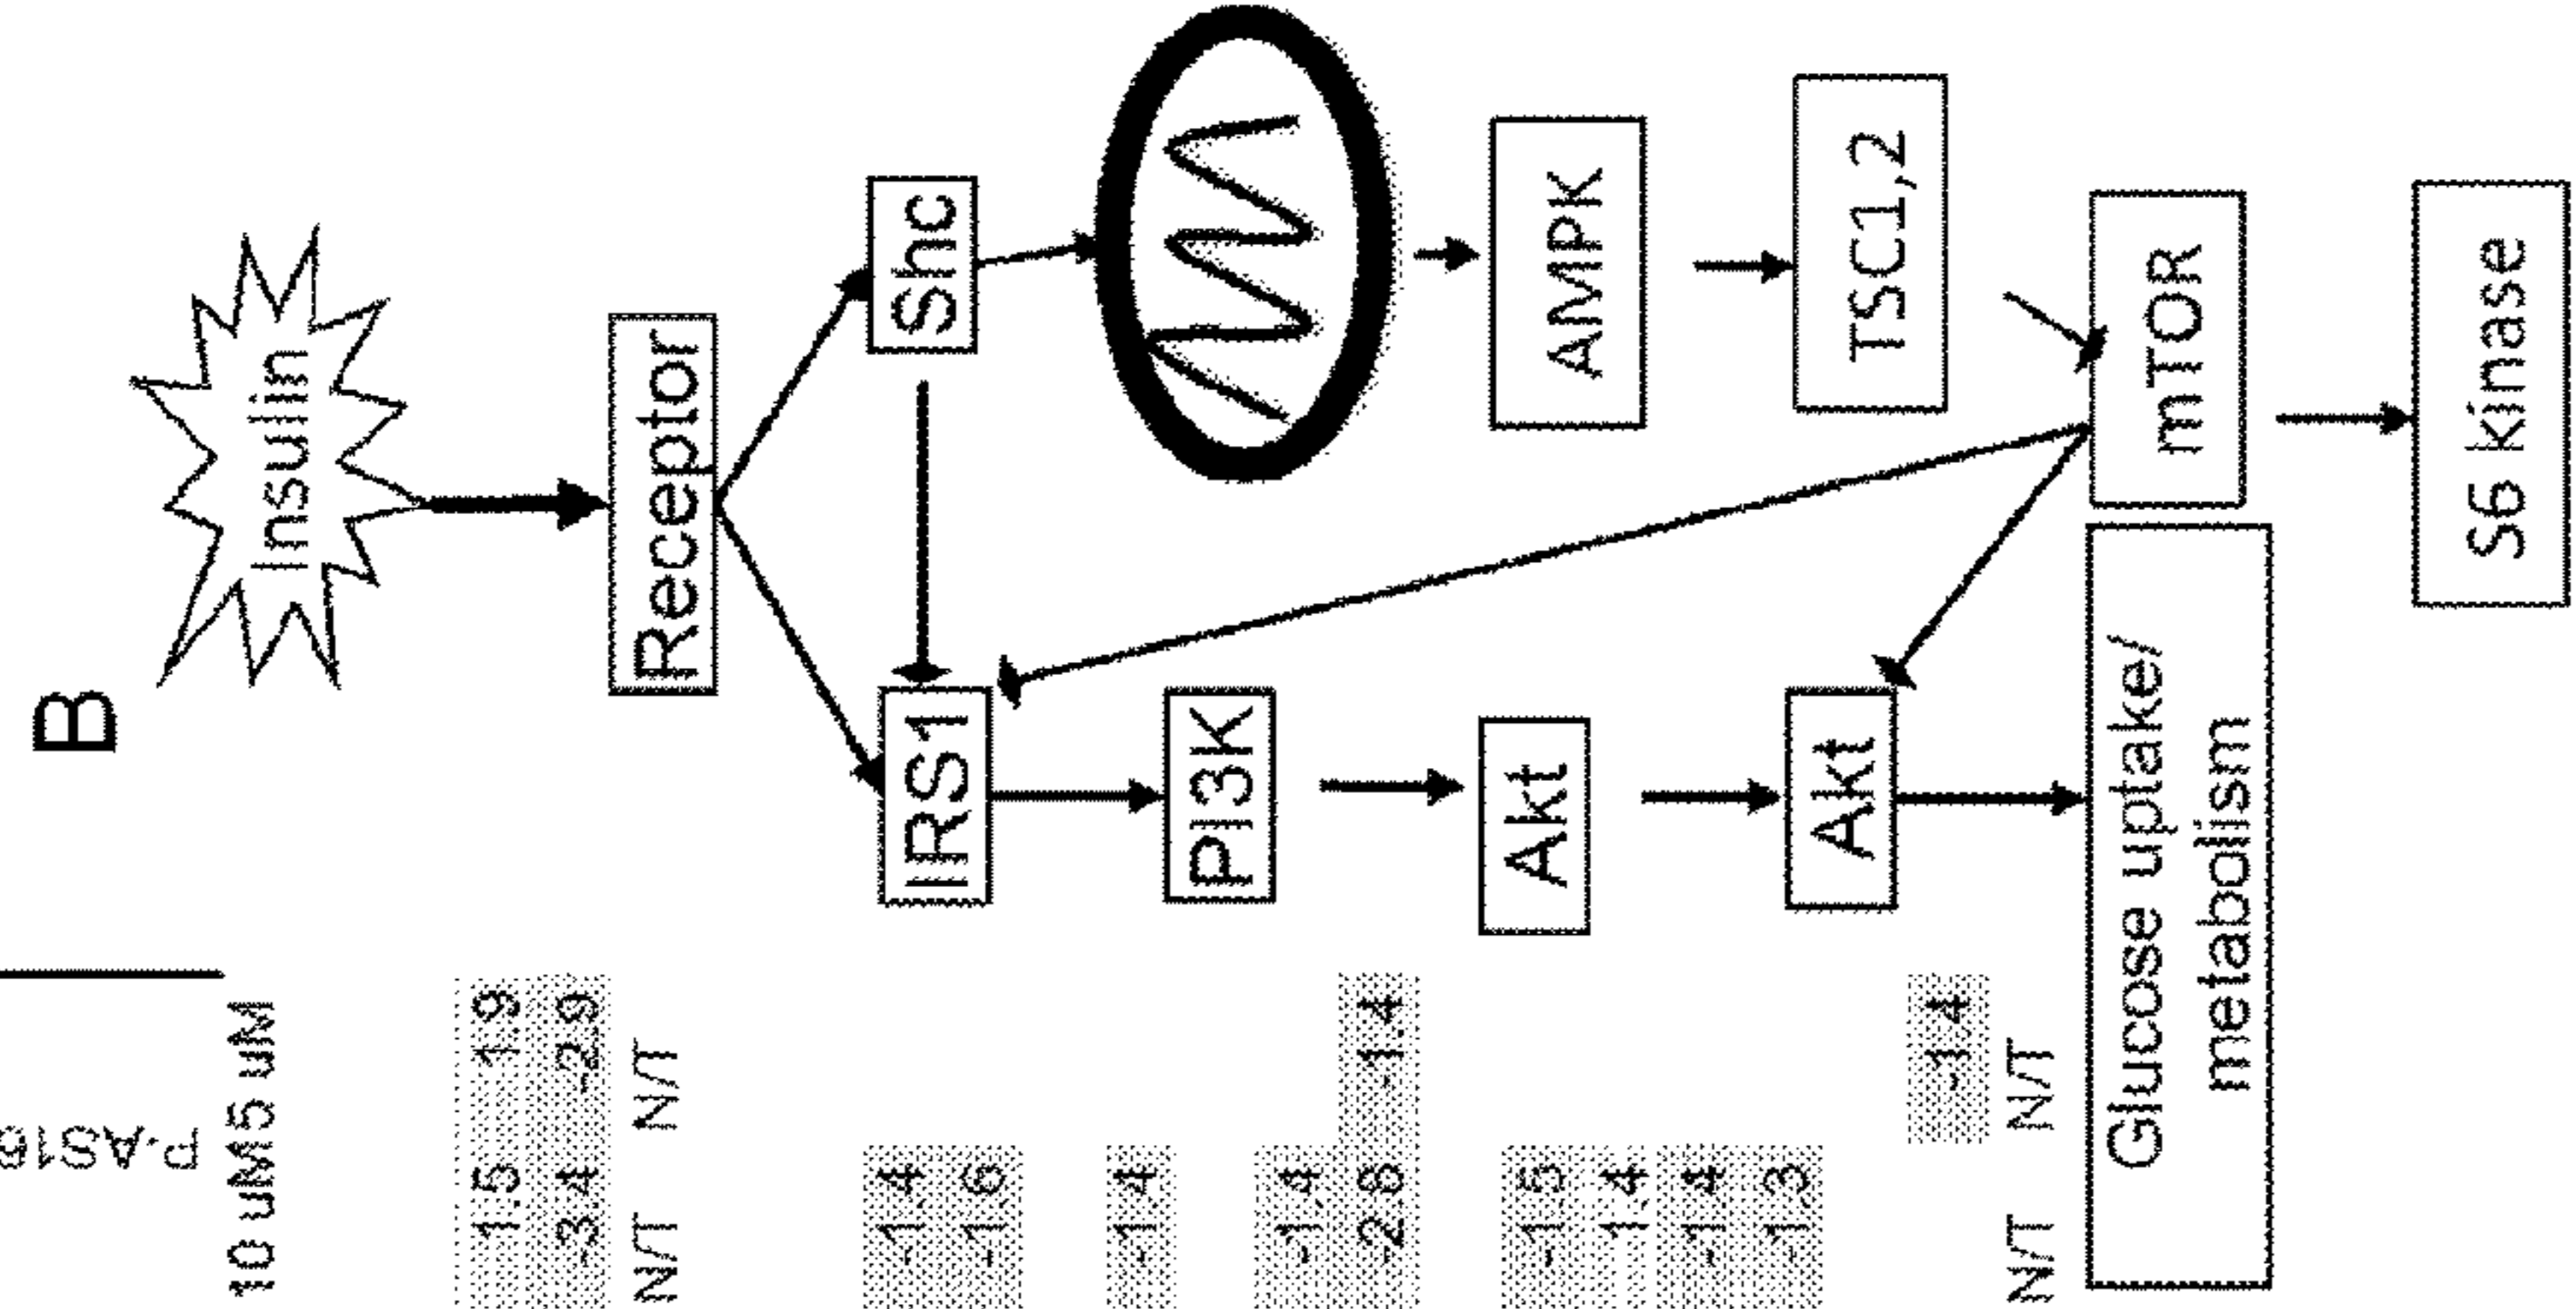 P-AS16
10 uM5 uM
1.5 1.9
-3.4 -2.9
N/T N/T
-1.4
-1.6
-1.4
-1.4
-2.8 -1.4
-1.5
1.4
-1.4
-1.3
-1.4
N/T N/T
B
Insulin
Receptor
IRS1
Shc
PI3K
Akt
AMPK
Akt
TSC1,2
Glucose uptake/
metabolism
mTOR
S6 kinase